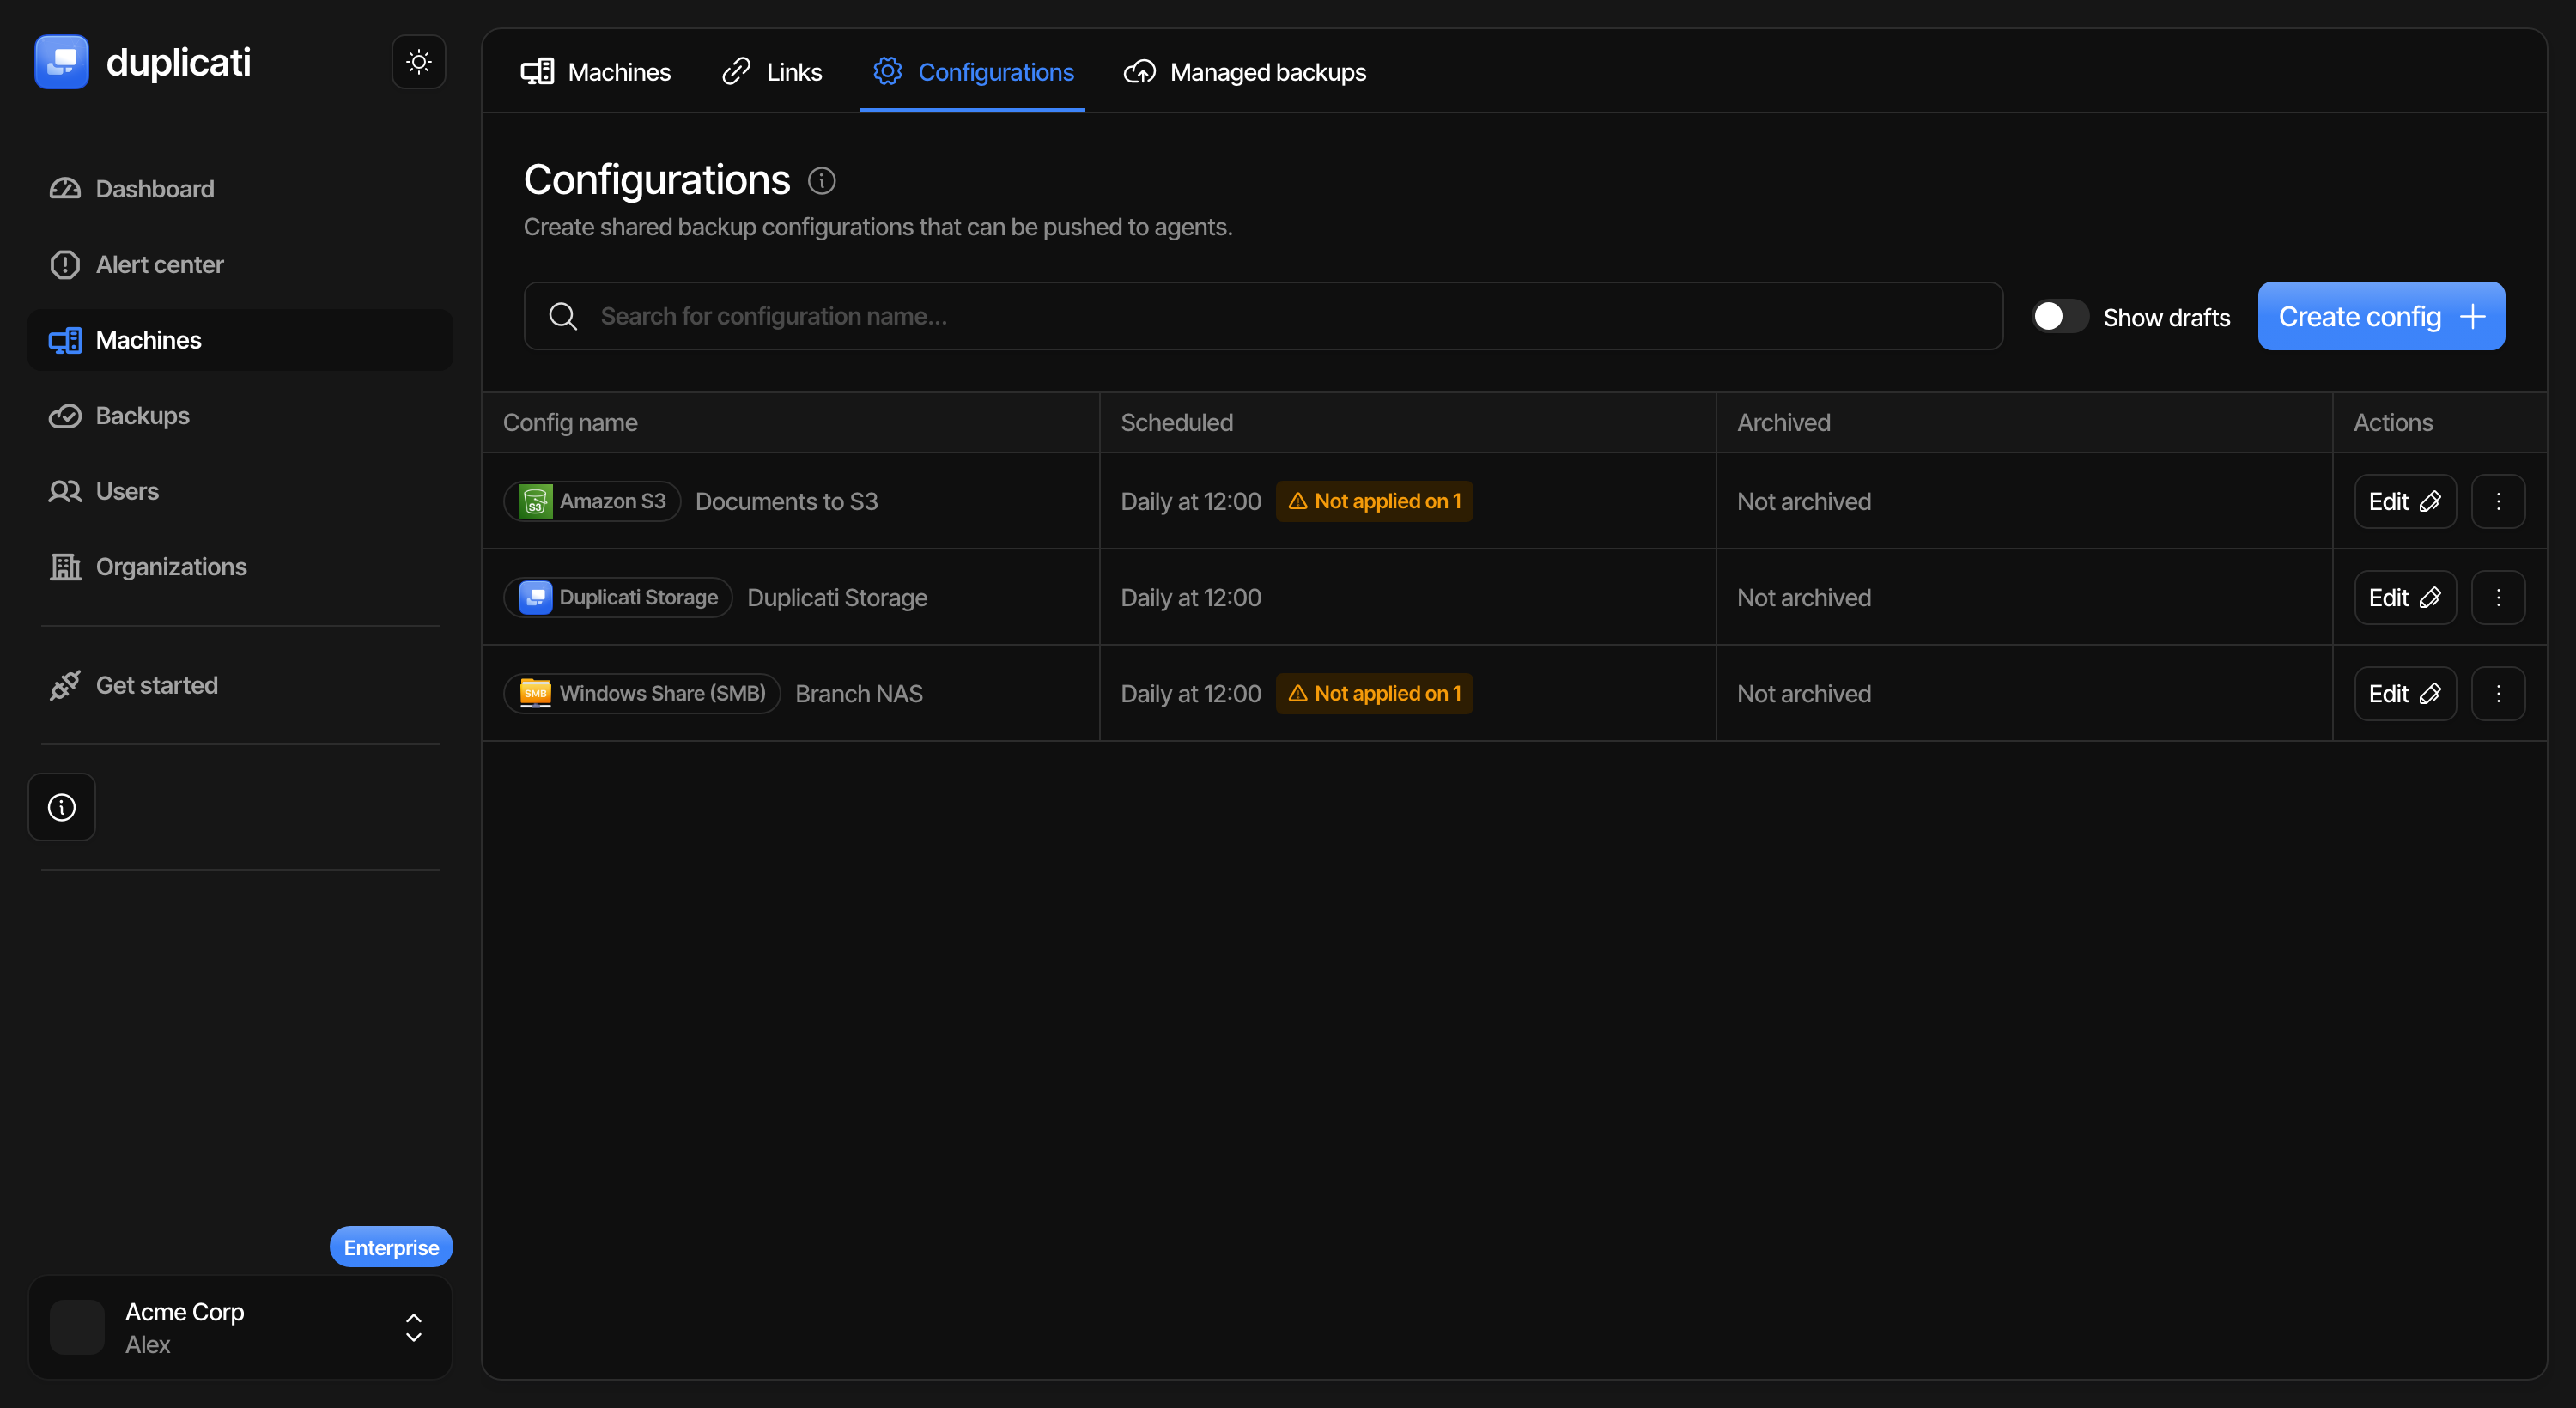 duplicati
Dashboard
Alert center
Machines
Backups
Users
Organizations
Get started
Enterprise
Acme Corp
Alex
Machines
Links
Configurations
Managed backups
Configurations
Create shared backup configurations that can be pushed to agents.
Search for configuration name...
Show drafts
Create config
Config name
Scheduled
Archived
Actions
S3
Amazon S3
Documents to S3
Daily at 12:00
Not applied on 1
Not archived
Edit
Duplicati Storage
Duplicati Storage
Daily at 12:00
Not archived
Edit
SMB
Windows Share (SMB)
Branch NAS
Daily at 12:00
Not applied on 1
Not archived
Edit